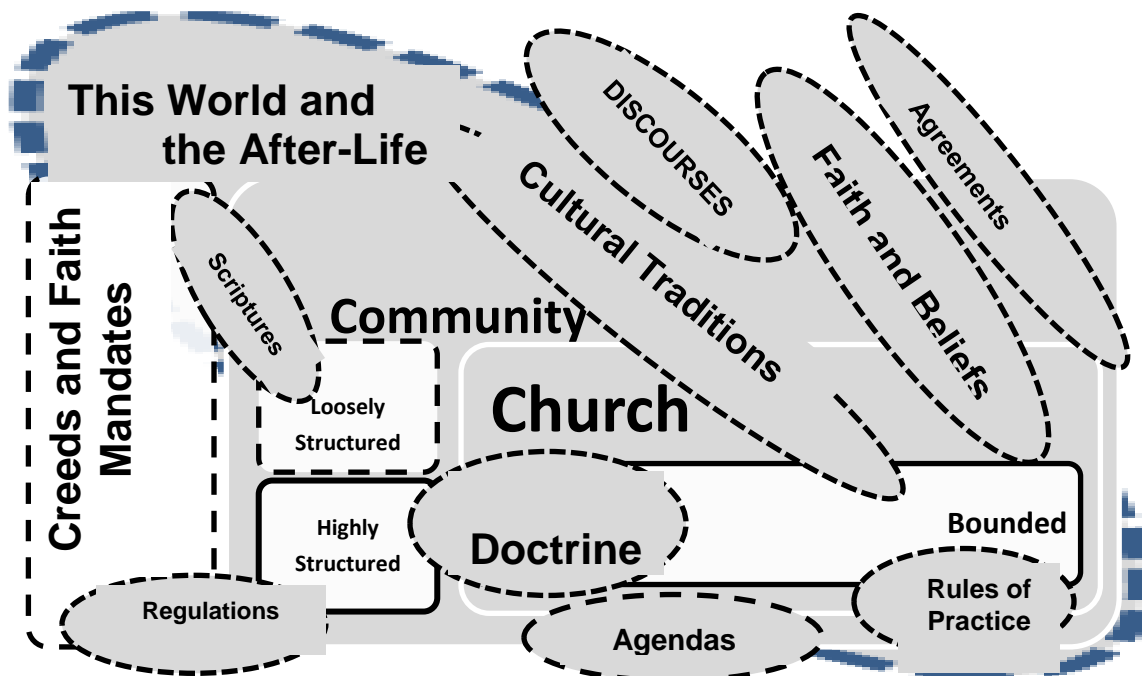 This World and
the After-Life
DISCOURSES
Agreements
Faith and Beliefs
Cultural Traditions
Creeds and Faith
Mandates
Scriptures
Community
Loosely
Structured
Church
Highly
Structured
Doctrine
Bounded
Regulations
Agendas
Rules of
Practice